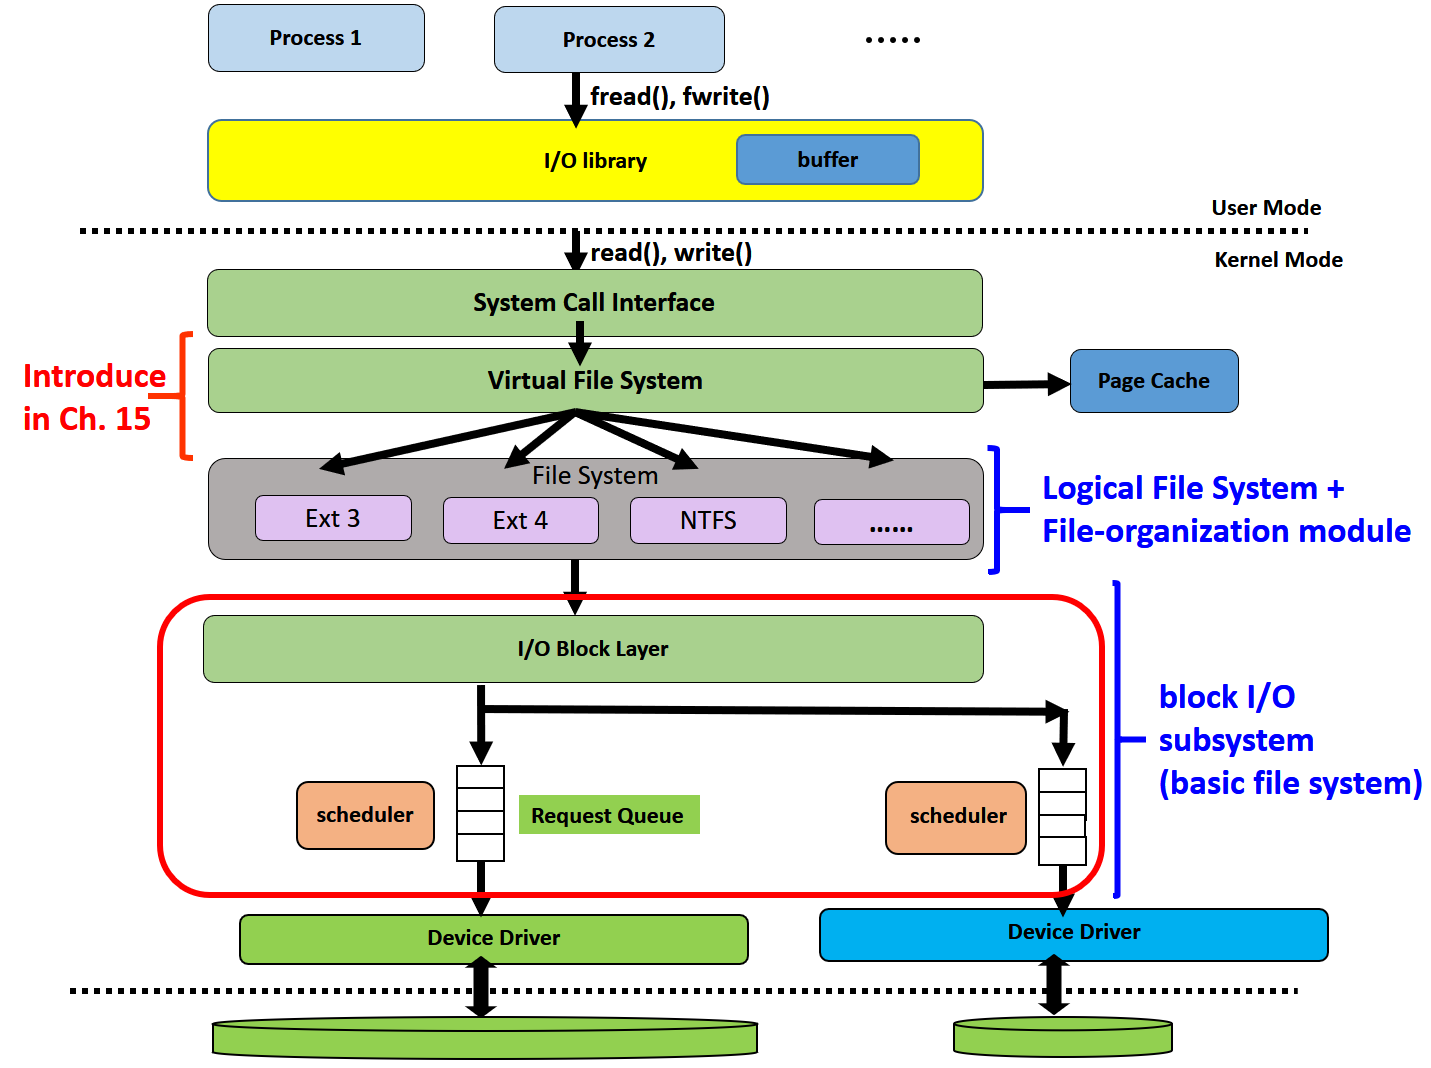 Process 1
Process 2
.....
fread(), fwrite()
I/O library
buffer
User Mode
read(), write()
Kernel Mode
System Call Interface
Introduce
in Ch. 15
Virtual File System
Page Cache
File System
Ext 3
Ext 4
NTFS
......
Logical File System +
File-organization module
I/O Block Layer
block I/O
subsystem
(basic file system)
scheduler
Request Queue
scheduler
Device Driver
Device Driver